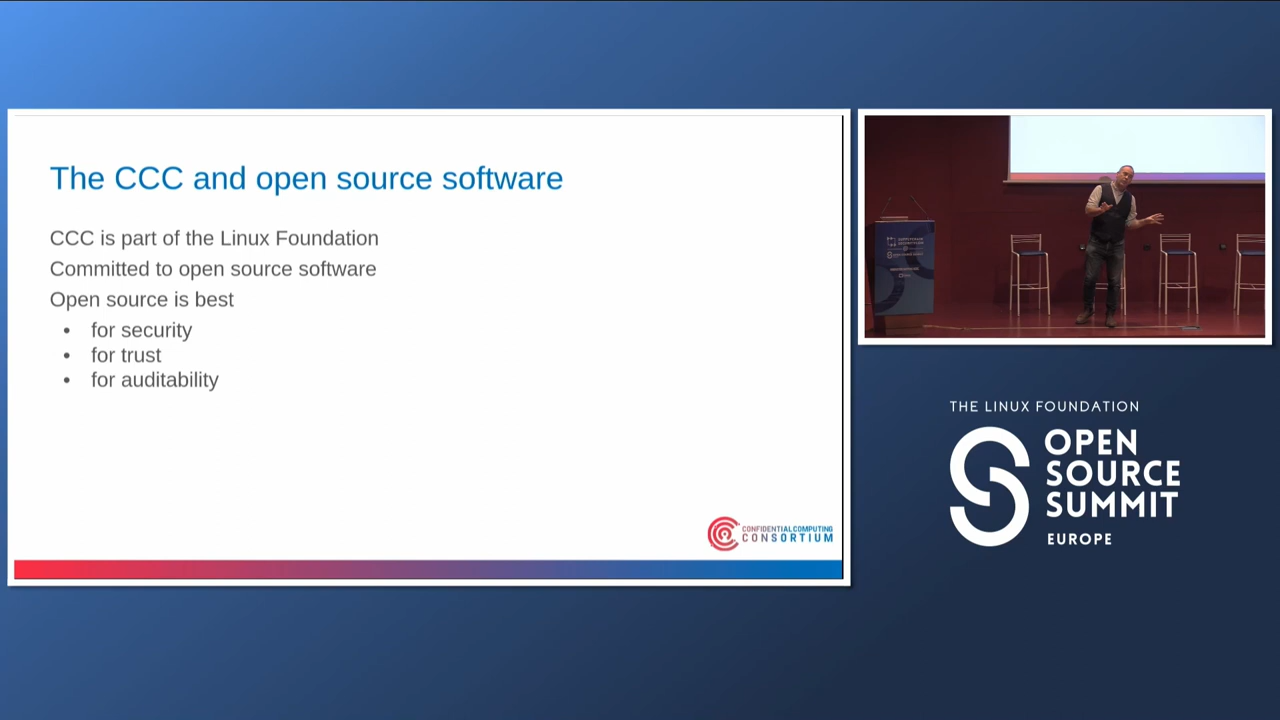 The CCC and open source software
CCC is part of the Linux Foundation
Committed to open source software
Open source is best
• for security
• for trust
• for auditability
CONFIDENTIAL COMPUTING
CONSORTIUM
THE LINUX FOUNDATION
OPEN
SOURCE
SUMMIT
EUROPE